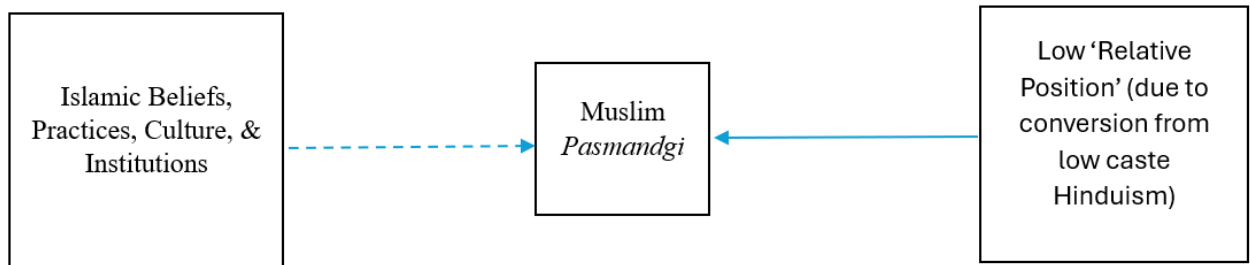 Islamic Beliefs,
Practices, Culture, &
Institutions
Muslim
Pasmandgi
Low ‘Relative
Position’ (due to
conversion from
low caste
Hinduism)